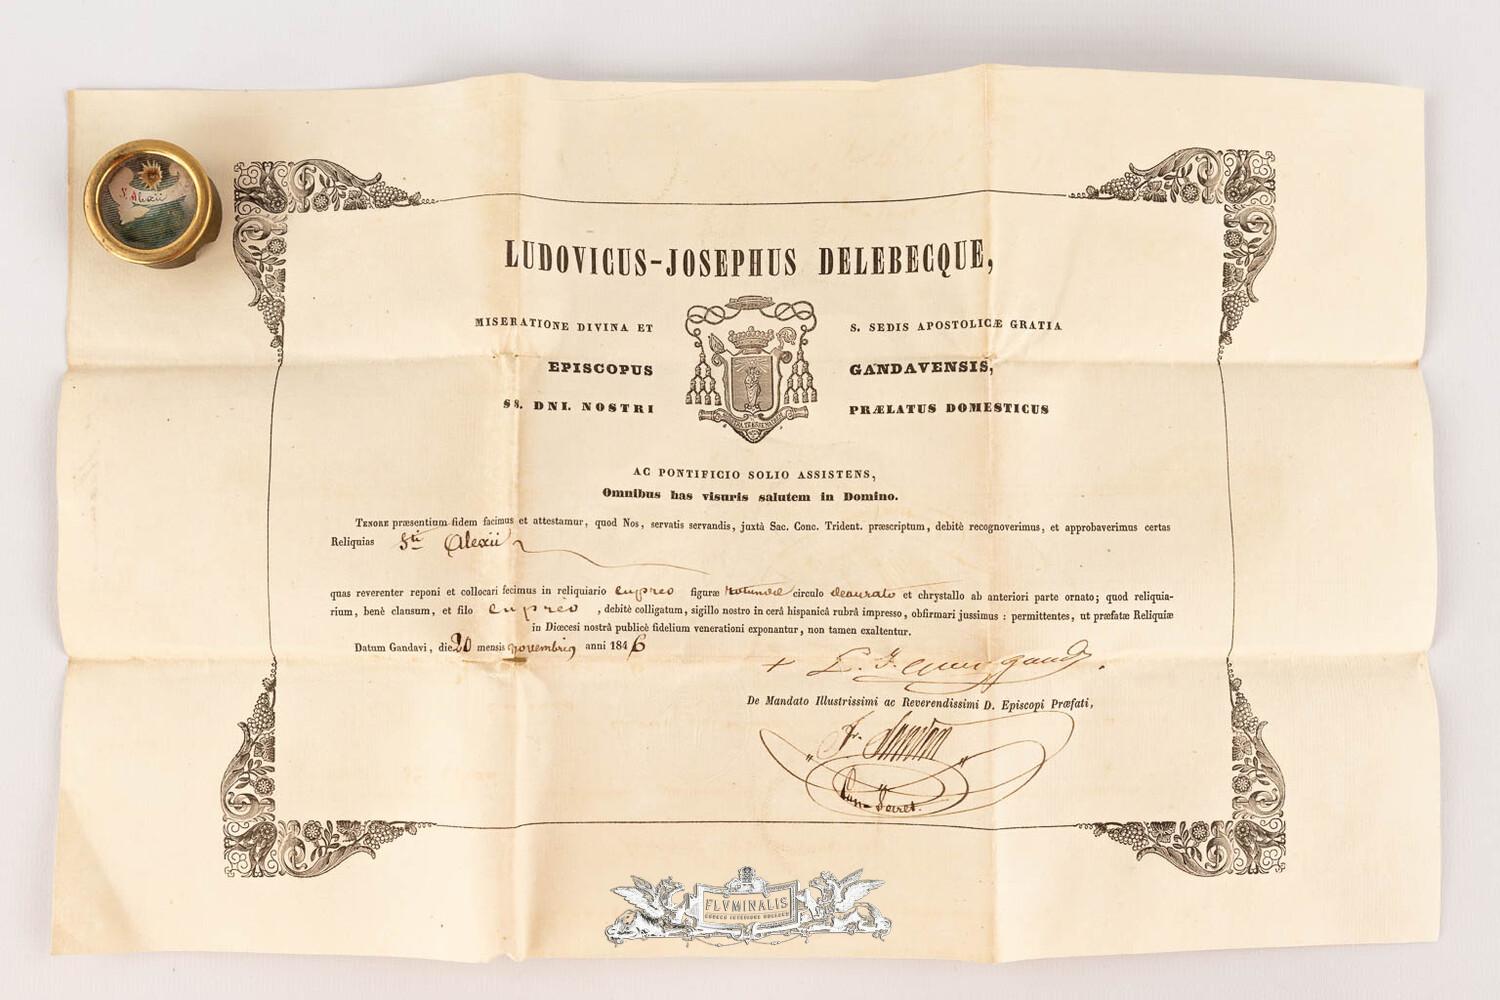 S. Alexii
LUDOVICUS-JOSEPHUS DELEBECQUE,
MISERATIONE DIVINA ET S. SEDIS APOSTOLICÆ GRATIA
EPISCOPUS GANDAVENSIS,
SS. DNI. NOSTRI PRÆLATUS DOMESTICUS
AC PONTIFICIO SOLIO ASSISTENS,
Omnibus has visuris salutem in Domino.
TENORE præsentium fidem facimus et attestamur, quod Nos, servatis servandis, juxtà Sac. Conc. Trident. præscriptum, debitè recognoverimus, et approbaverimus certas
Reliquias Sti Alexii
quas reverenter reponi et collocari fecimus in reliquiario cupreo figuræ rotundæ circulo deaurato et chrystallo ab anteriori parte ornato; quod reliquia-
rium, benè clausum, et filo cupreo, debitè colligatum, sigillo nostro in cerâ hispanicâ rubrâ impresso, obfirmari jussimus : permittentes, ut præfatæ Reliquiæ
in Diœcesi nostrâ publicè fidelium venerationi exponantur, non tamen exaltentur.
Datum Gandavi, die 20 mensis novembris anni 1846
+ L. J.
De Mandato Illustrissimi ac Reverendissimi D. Episcopi Præfati,
Can-Secret.
FLVMINALIS